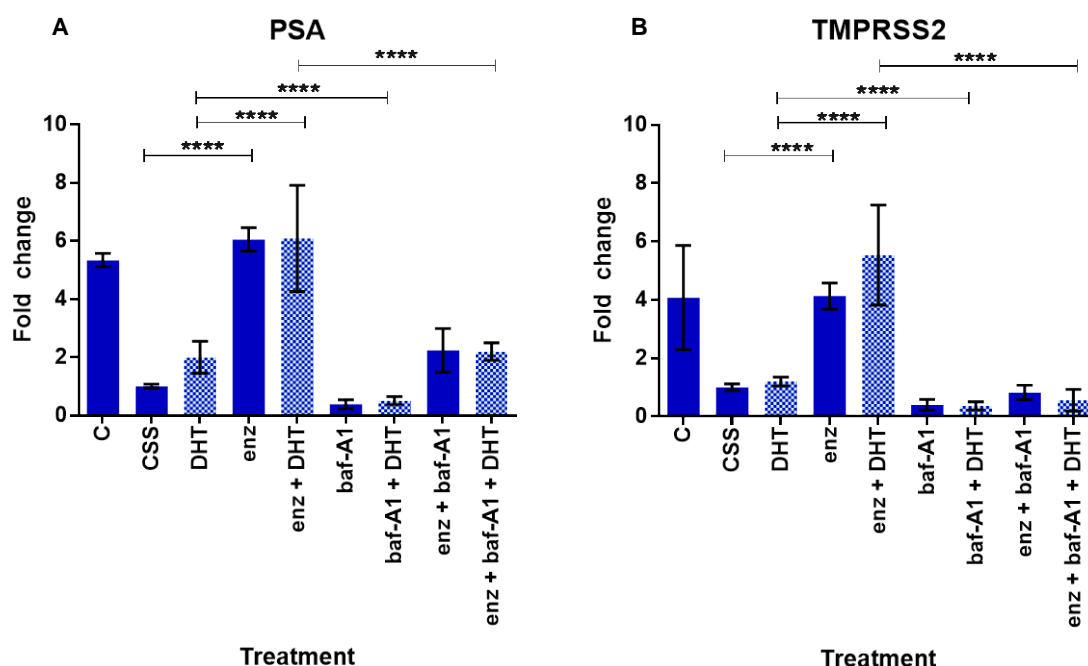 A
PSA
****
****
****
****
10
8
6
4
2
0
Fold change
C
CSS
DHT
enz
enz + DHT
baf-A1
baf-A1 + DHT
enz + baf-A1
enz + baf-A1 + DHT
Treatment
B
TMPRSS2
****
****
****
****
10
8
6
4
2
0
Fold change
C
CSS
DHT
enz
enz + DHT
baf-A1
baf-A1 + DHT
enz + baf-A1
enz + baf-A1 + DHT
Treatment